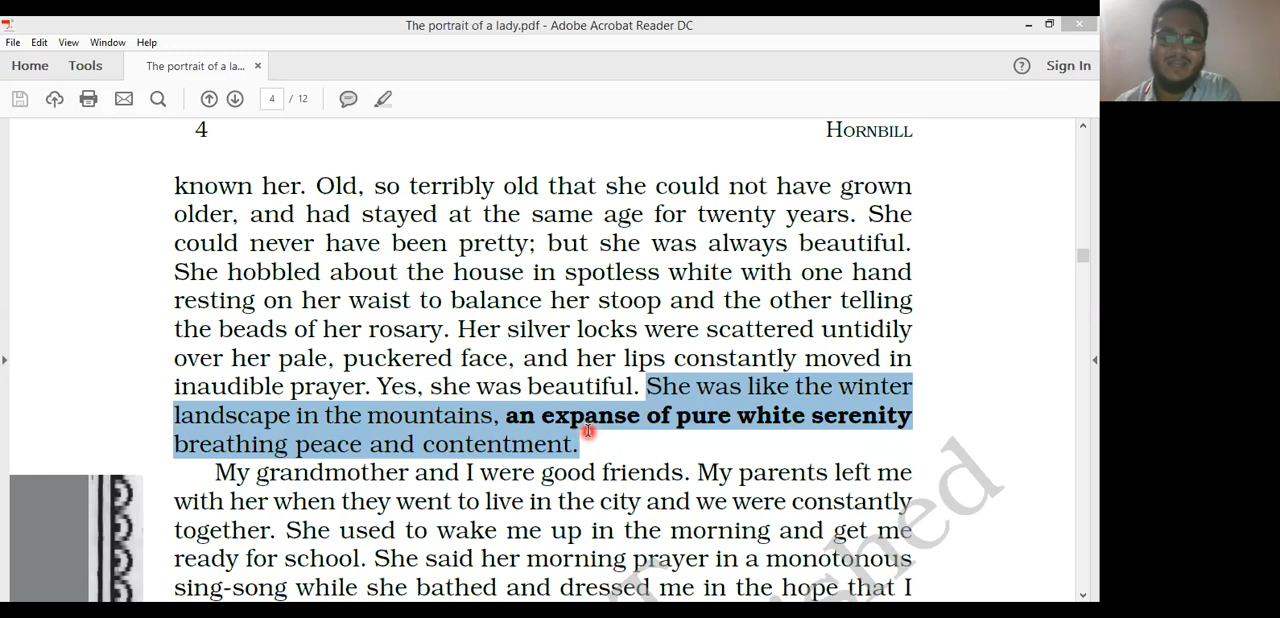 The portrait of a lady.pdf - Adobe Acrobat Reader DC
File Edit View Window Help
Home Tools The portrait of a la... × Sign In
4 / 12
4 HORNBILL
known her. Old, so terribly old that she could not have grown
older, and had stayed at the same age for twenty years. She
could never have been pretty; but she was always beautiful.
She hobbled about the house in spotless white with one hand
resting on her waist to balance her stoop and the other telling
the beads of her rosary. Her silver locks were scattered untidily
over her pale, puckered face, and her lips constantly moved in
inaudible prayer. Yes, she was beautiful. She was like the winter
landscape in the mountains, an expanse of pure white serenity
breathing peace and contentment.
My grandmother and I were good friends. My parents left me
with her when they went to live in the city and we were constantly
together. She used to wake me up in the morning and get me
ready for school. She said her morning prayer in a monotonous
sing-song while she bathed and dressed me in the hope that I